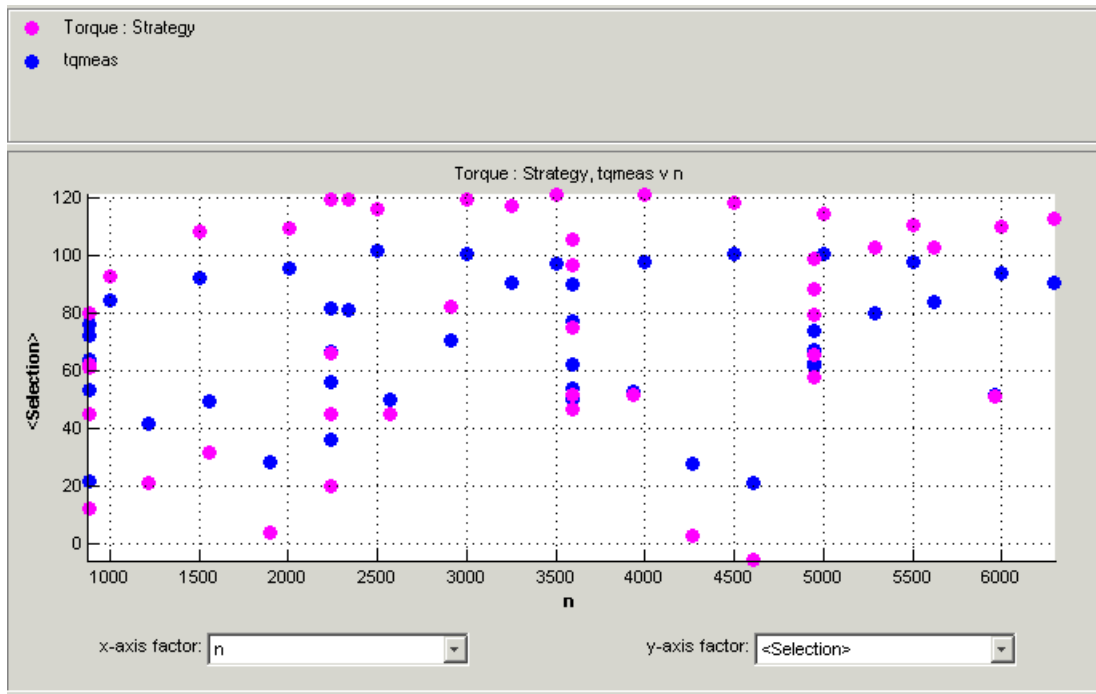 Torque : Strategy
tqmeas
Torque : Strategy, tqmeas v n
120
100
80
60
40
20
0
<Selection>
1000 1500 2000 2500 3000 3500 4000 4500 5000 5500 6000
n
x-axis factor: n y-axis factor: <Selection>